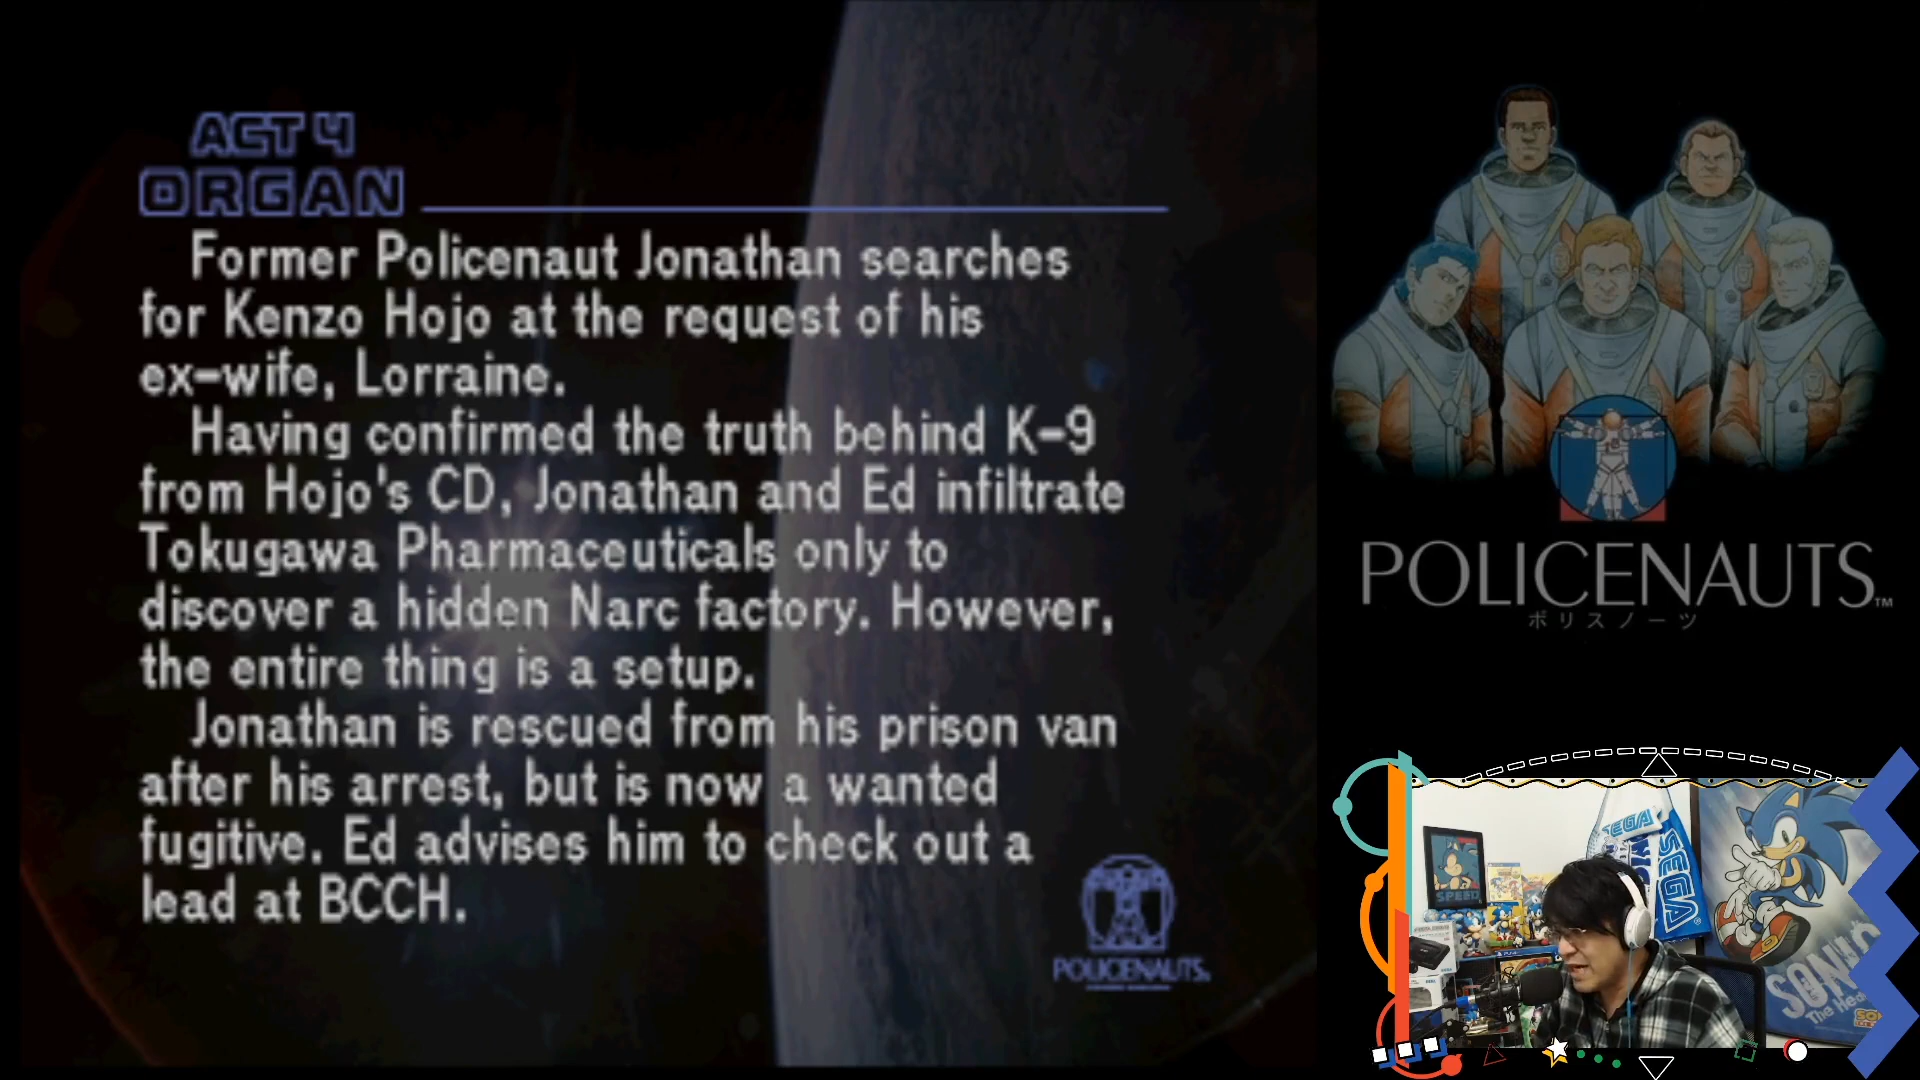 ACT 4
ORGAN
Former Policenaut Jonathan searches
for Kenzo Hojo at the request of his
ex-wife, Lorraine.
Having confirmed the truth behind K-9
from Hojo's CD, Jonathan and Ed infiltrate
Tokugawa Pharmaceuticals only to
discover a hidden Narc factory. However,
the entire thing is a setup.
Jonathan is rescued from his prison van
after his arrest, but is now a wanted
fugitive. Ed advises him to check out a
lead at BCCH.
POLICENAUTS
POLICENAUTS™
ポリスノーツ
SEGA
SEGA
SPEED
SONIC
The Hed